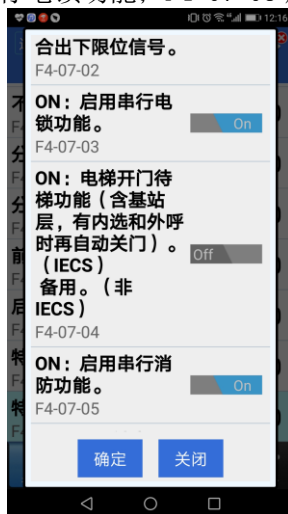 12:16
合出下限位信号。
F4-07-02
ON：启用串行电
锁功能。
On
F4-07-03
ON：电梯开门待
梯功能（含基站
层，有内选和外呼
时再自动关门）。
（IECS）
备用。（非
IECS）
Off
F4-07-04
ON：启用串行消
防功能。
On
F4-07-05
确定
关闭